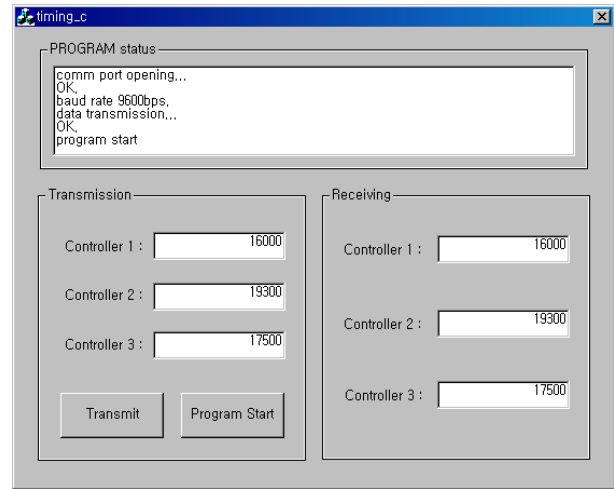 timing_c
PROGRAM status
comm port opening,,,
OK,
baud rate 9600bps,
data transmission,,,
OK,
program start
Transmission
Controller 1 : 16000
Controller 2 : 19300
Controller 3 : 17500
Transmit
Program Start
Receiving
Controller 1 : 16000
Controller 2 : 19300
Controller 3 : 17500